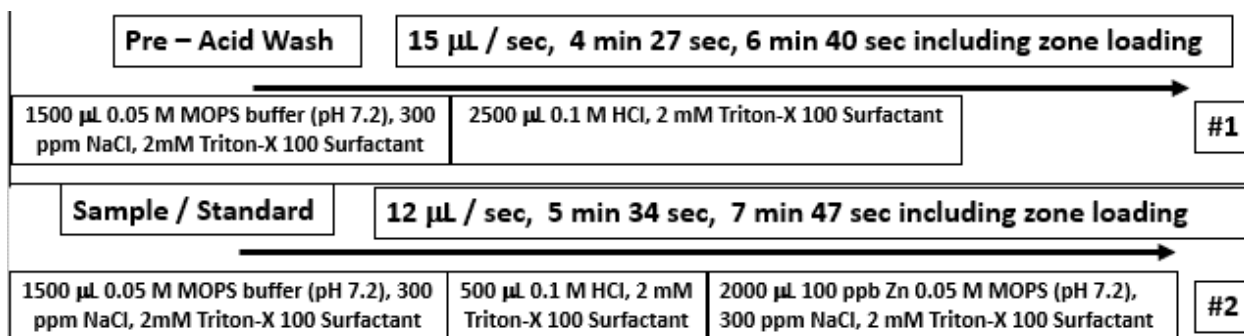 Pre – Acid Wash
15 µL / sec, 4 min 27 sec, 6 min 40 sec including zone loading
1500 µL 0.05 M MOPS buffer (pH 7.2), 300
ppm NaCl, 2mM Triton-X 100 Surfactant
2500 µL 0.1 M HCl, 2 mM Triton-X 100 Surfactant
#1
Sample / Standard
12 µL / sec, 5 min 34 sec, 7 min 47 sec including zone loading
1500 µL 0.05 M MOPS buffer (pH 7.2), 300
ppm NaCl, 2mM Triton-X 100 Surfactant
500 µL 0.1 M HCl, 2 mM
Triton-X 100 Surfactant
2000 µL 100 ppb Zn 0.05 M MOPS (pH 7.2),
300 ppm NaCl, 2 mM Triton-X 100 Surfactant
#2